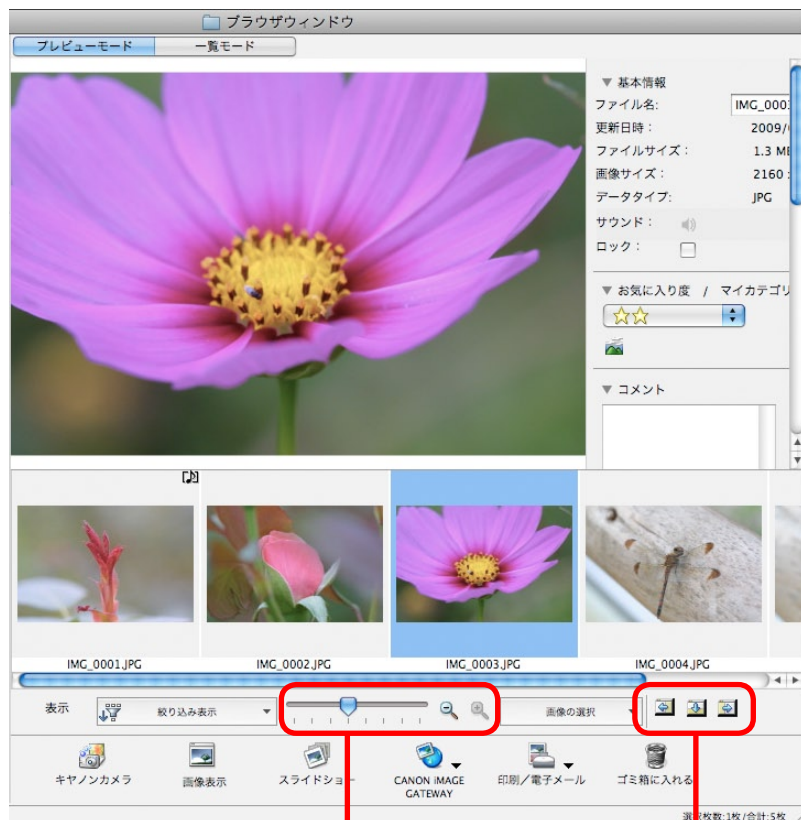 ブラウザウィンドウ
プレビューモード 一覧モード
▼ 基本情報
ファイル名: IMG_0003
更新日時: 2009/
ファイルサイズ: 1.3 MB
画像サイズ: 2160
データタイプ: JPG
サウンド:
ロック:
▼ お気に入り度 / マイカテゴリ
▼ コメント
IMG_0001.JPG IMG_0002.JPG IMG_0003.JPG IMG_0004.JPG
表示 絞り込み表示 画像の選択
キヤノンカメラ 画像表示 スライドショー CANON iMAGE GATEWAY 印刷/電子メール ゴミ箱に入れる
選択枚数:1枚/合計:5枚